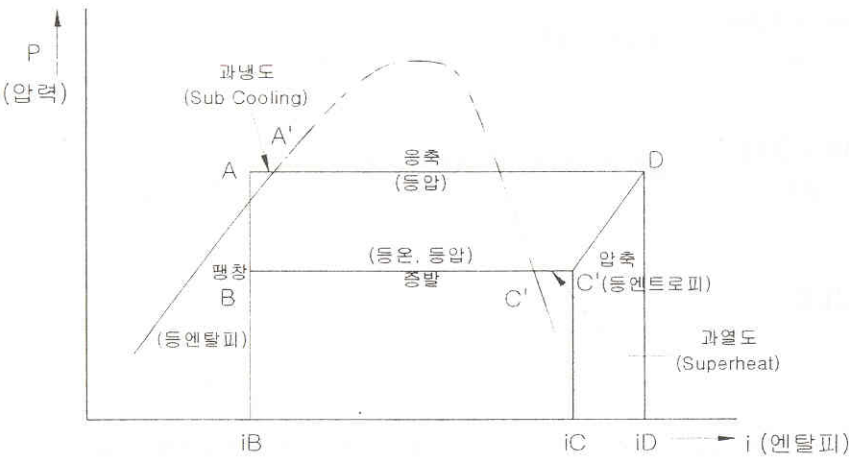 P
(압력)
과냉도
(Sub Cooling)
A'
A
응축
(등압)
D
(등온, 등압)
증발
팽창
B
압축
C'
C'(등엔트로피)
(등엔탈피)
과열도
(Superheat)
iB
iC
iD
i (엔탈피)